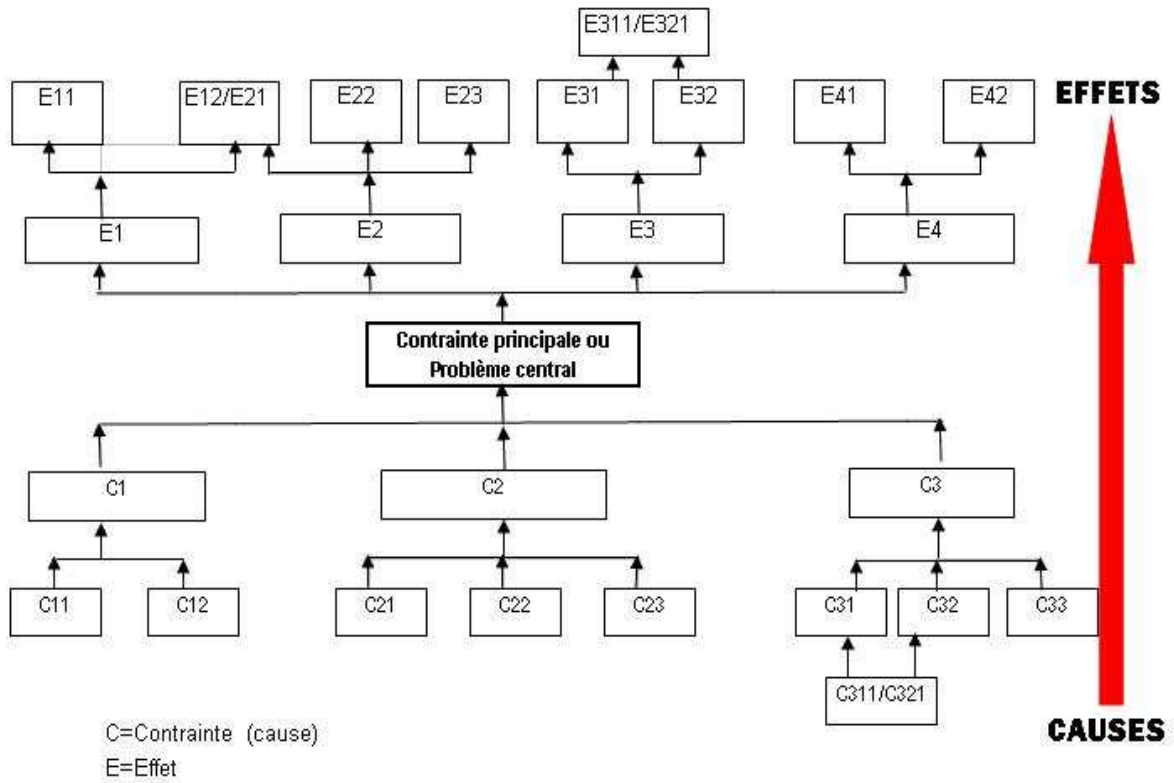 E311/E321
E11
E12/E21
E22
E23
E31
E32
E41
E42
EFFETS
E1
E2
E3
E4
Contrainte principale ou
Problème central
C1
C2
C3
C11
C12
C21
C22
C23
C31
C32
C33
C311/C321
CAUSES
C=Contrainte (cause)
E=Effet